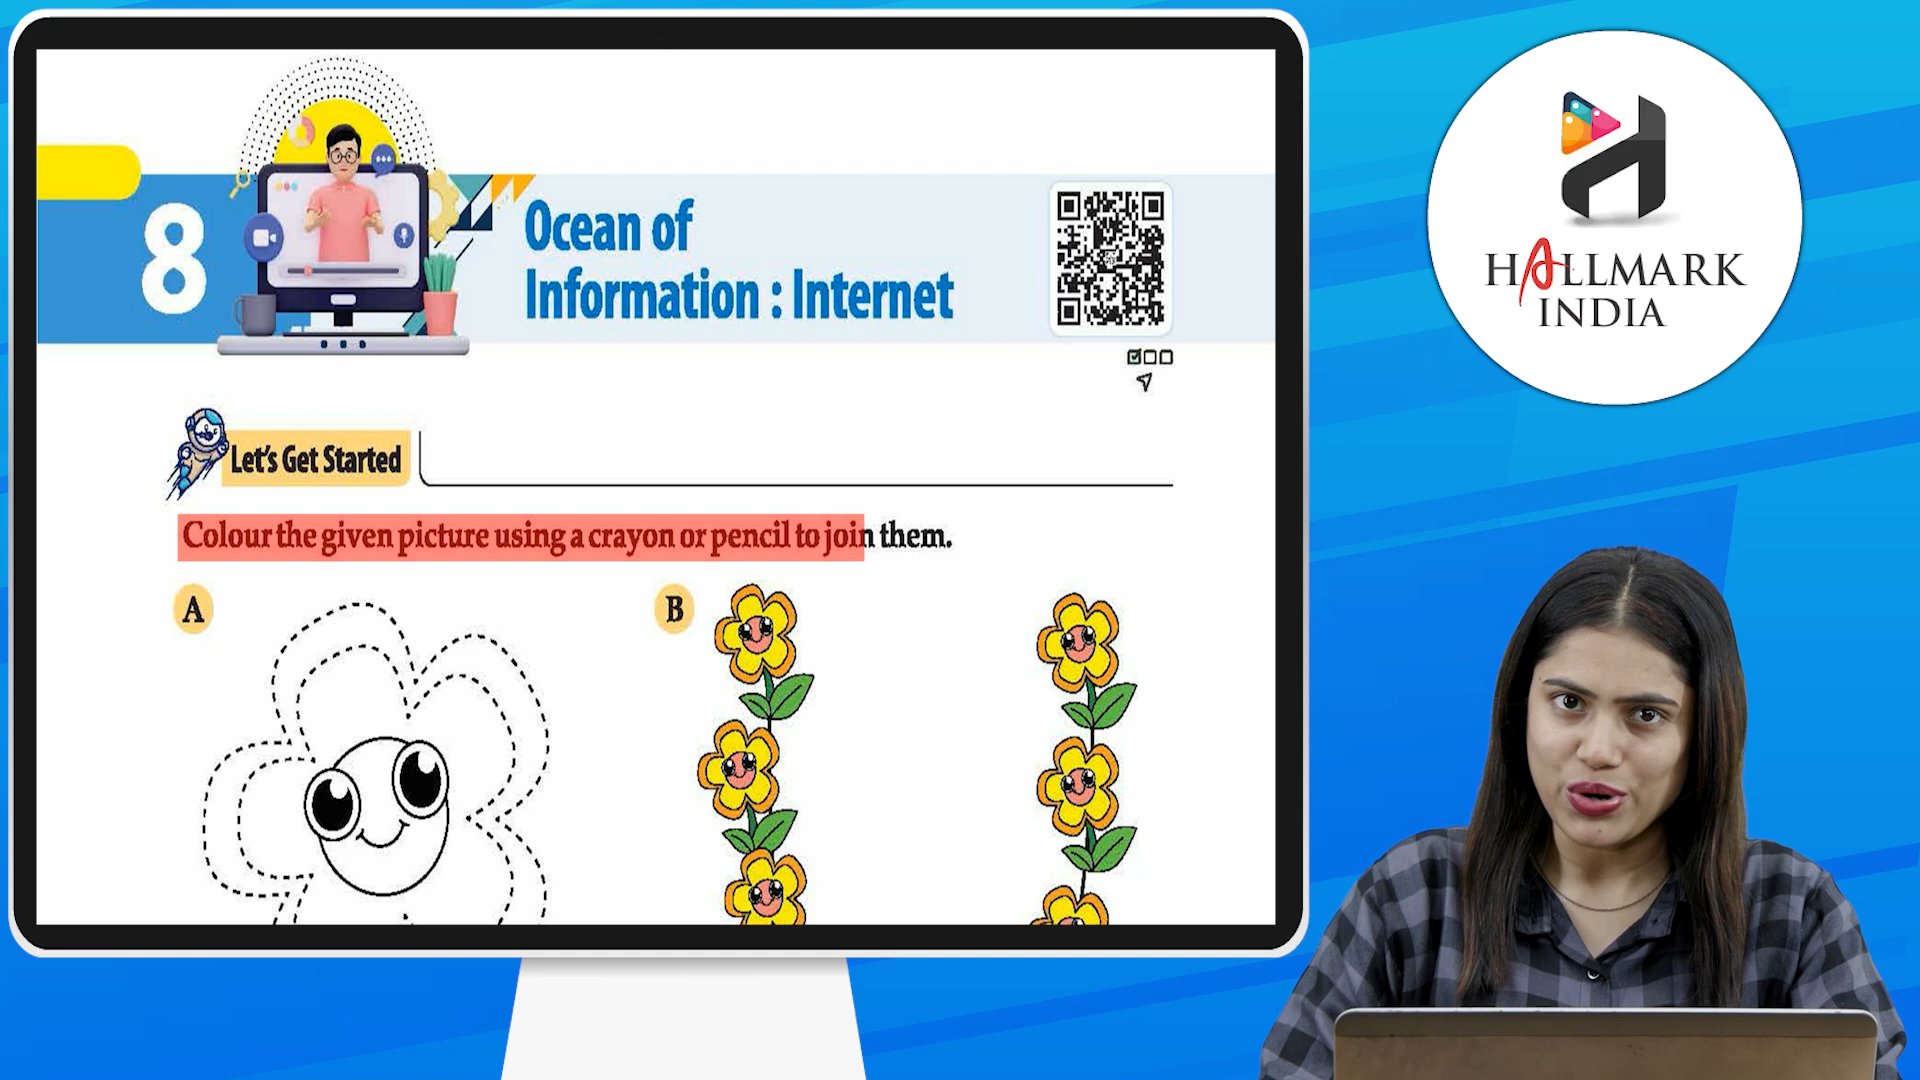 8
Ocean of
Information : Internet
Let's Get Started
Colour the given picture using a crayon or pencil to join them.
A
B
HALLMARK
INDIA